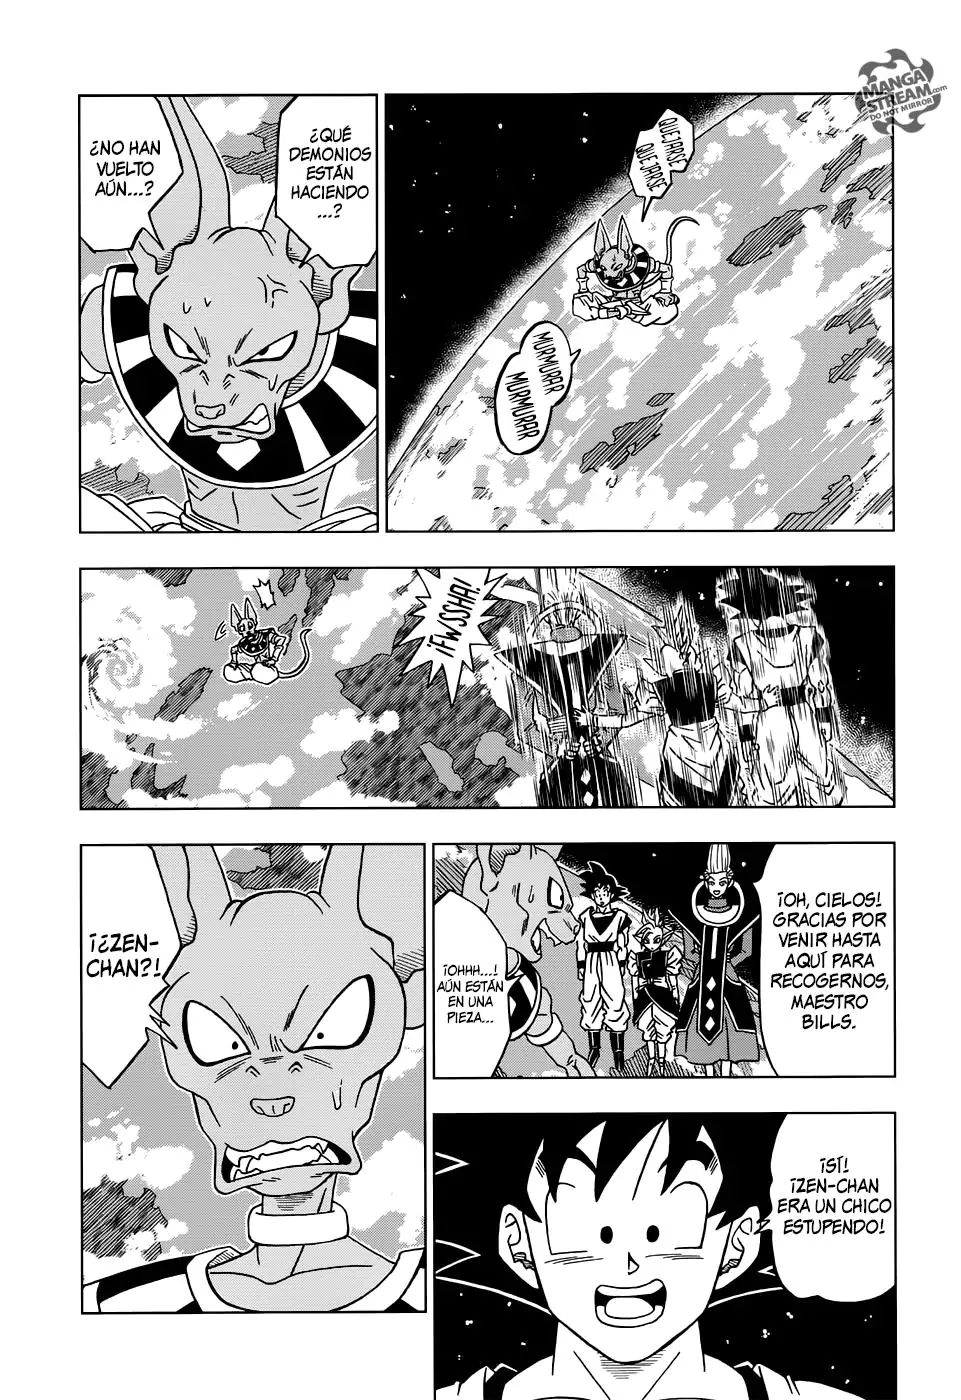 MANGA
STREAM.com
DO NOT MIRROR
QUEJARSE
QUEJARSE
MURMURAR
MURMURAR
¿QUÉ
DEMONIOS
ESTÁN
HACIENDO
...?
¿NO HAN
VUELTO
AÚN...?
¡FWSSHA!
¡OH, CIELOS!
GRACIAS POR
VENIR HASTA
AQUÍ PARA
RECOGERNOS,
MAESTRO
BILLS.
¡OHHH...!
AÚN ESTÁN
EN UNA
PIEZA...
¡SÍ!
¡ZEN-CHAN
ERA UN CHICO
ESTUPENDO!
¡¿ZEN-
CHAN?!